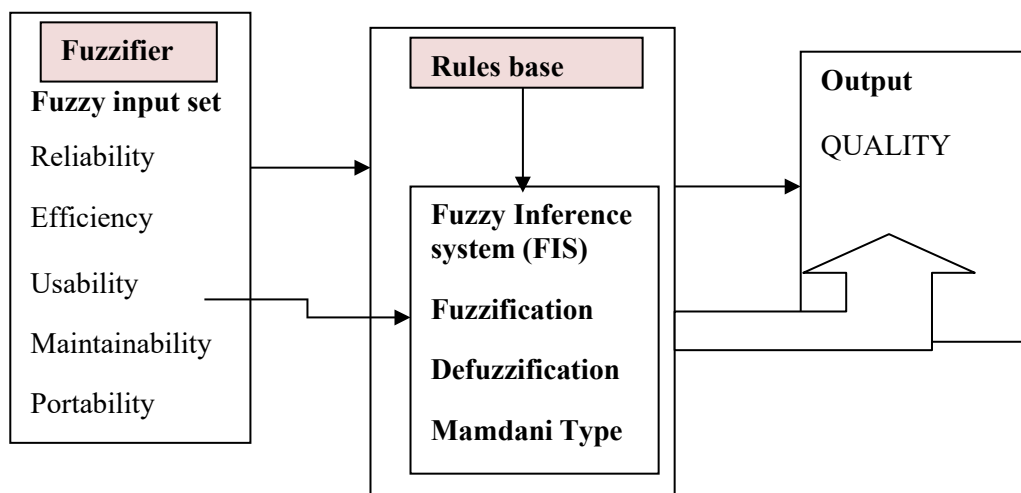 Fuzzifier
Fuzzy input set
Reliability
Efficiency
Usability
Maintainability
Portability
Rules base
Fuzzy Inference
system (FIS)
Fuzzification
Defuzzification
Mamdani Type
Output
QUALITY